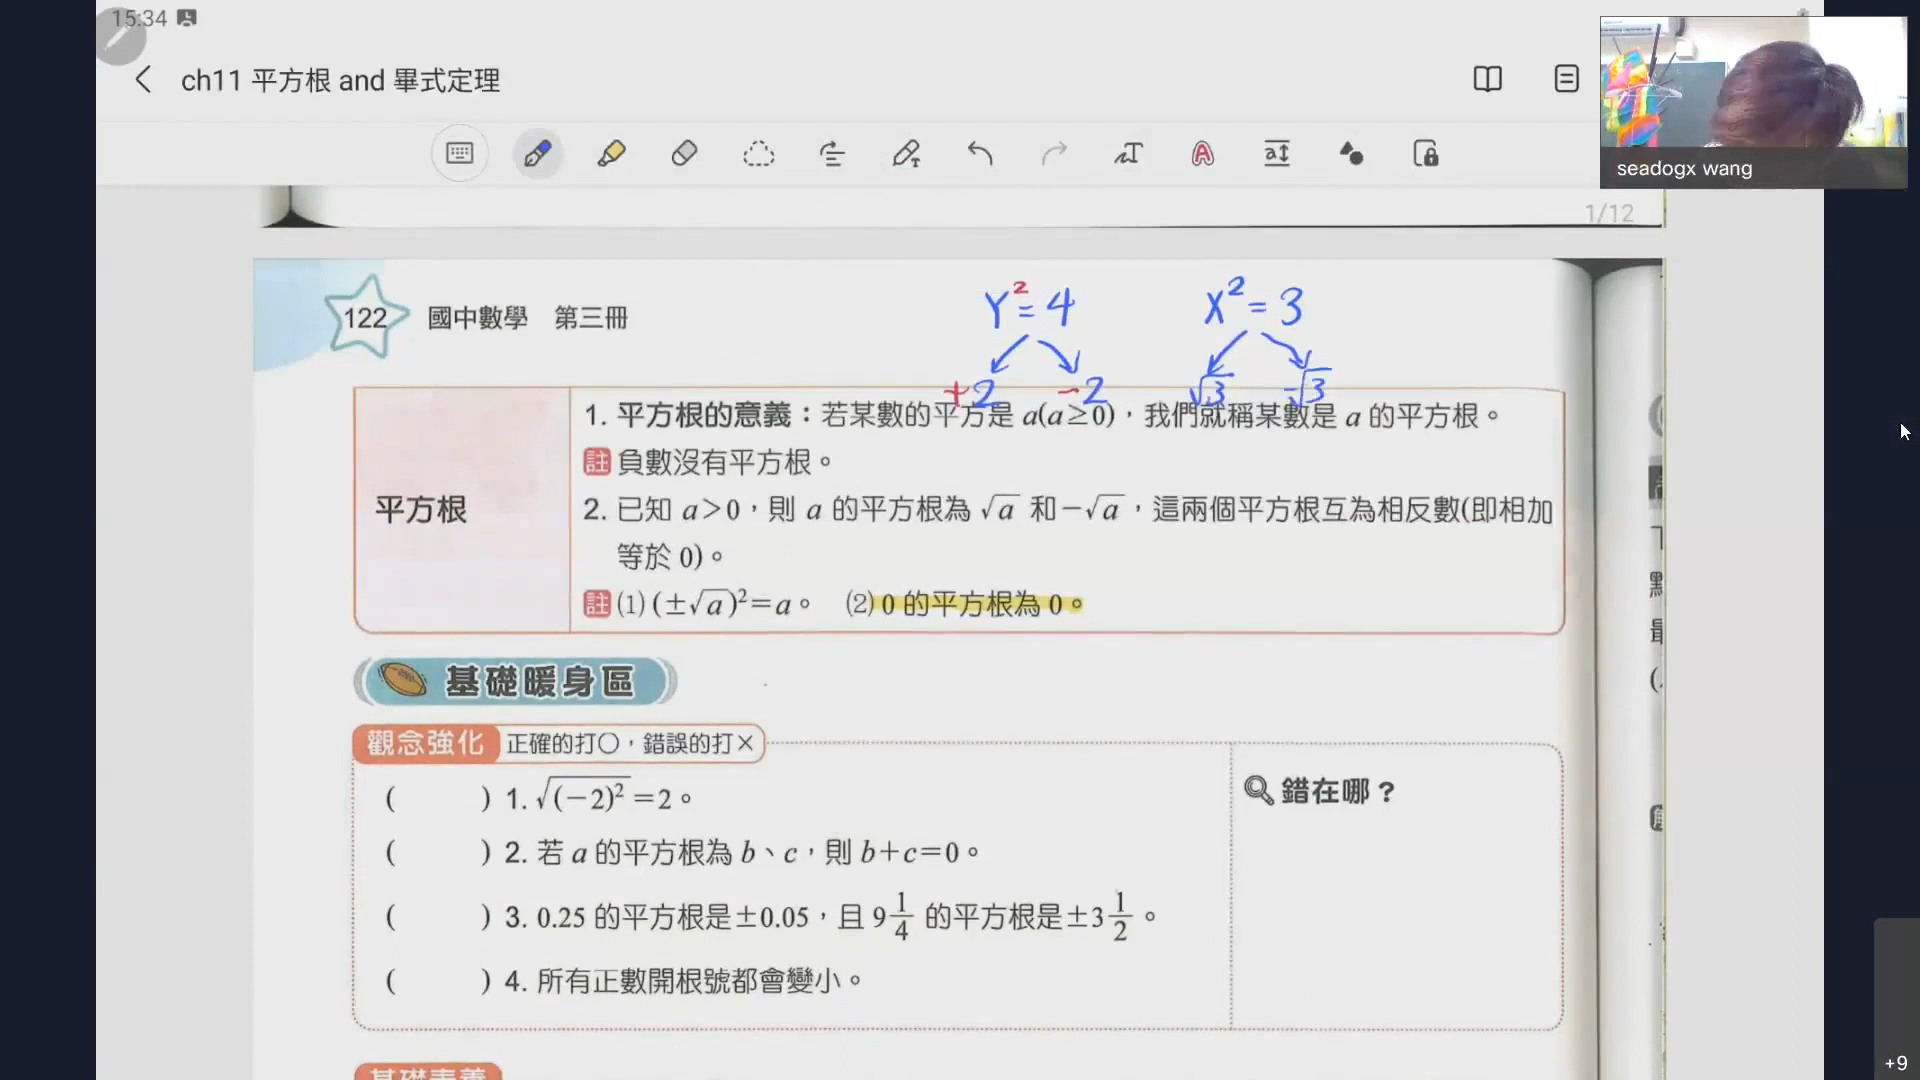 15:34
ch11 平方根 and 畢式定理
seadogx wang
1/12
122 國中數學 第三冊
Y²=4
+2 -2
X²=3
√3 -√3
平方根
1. 平方根的意義：若某數的平方是 a(a≥0)，我們就稱某數是 a 的平方根。
註 負數沒有平方根。
2. 已知 a>0，則 a 的平方根為 √a 和 -√a，這兩個平方根互為相反數(即相加
等於 0)。
註 (1) (±√a)²=a。 (2) 0 的平方根為 0。
基礎暖身區
觀念強化 正確的打○，錯誤的打×
( ) 1. √(-2)²=2。
( ) 2. 若 a 的平方根為 b、c，則 b+c=0。
( ) 3. 0.25 的平方根是±0.05，且 9 1/4 的平方根是±3 1/2。
( ) 4. 所有正數開根號都會變小。
錯在哪？
+9